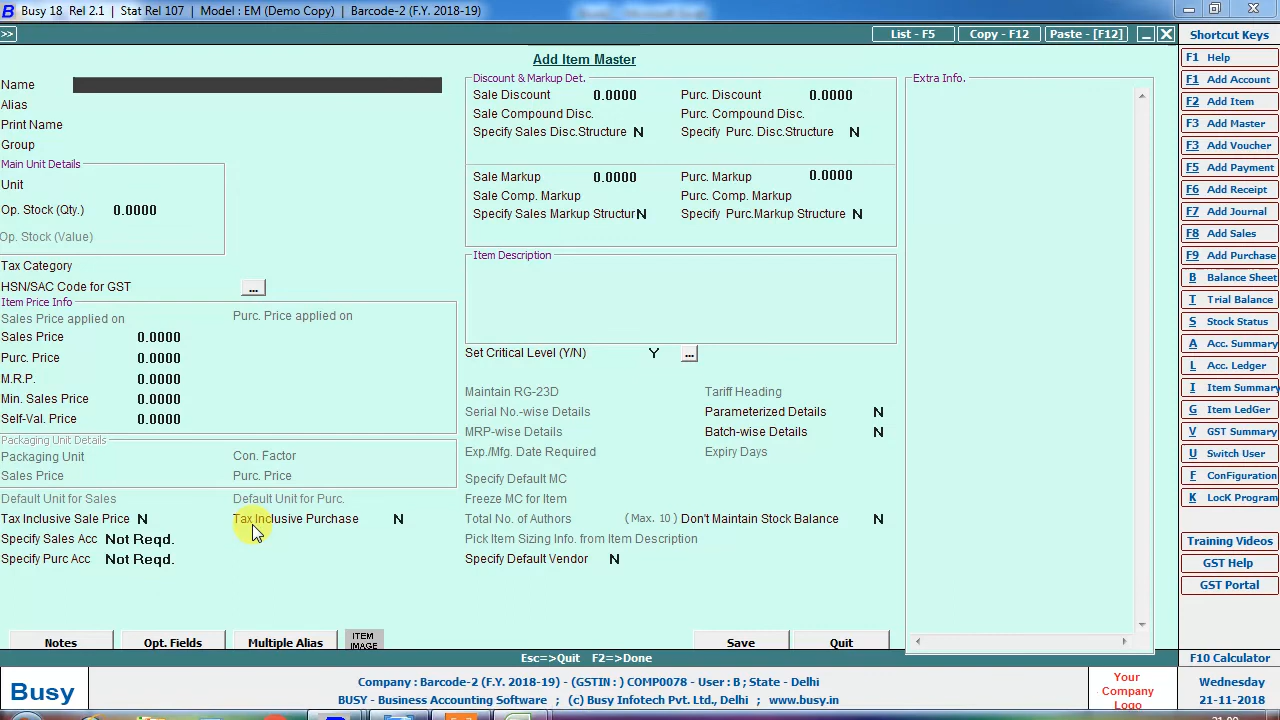 Busy 18 Rel 2.1 | Stat Rel 107 | Model : EM (Demo Copy) | Barcode-2 (F.Y. 2018-19)
>> List - F5 Copy - F12 Paste - [F12]
Add Item Master
Name
Alias
Print Name
Group
Main Unit Details
Unit
Op. Stock (Qty.) 0.0000
Op. Stock (Value)
Tax Category
HSN/SAC Code for GST ...
Item Price Info
Sales Price applied on Purc. Price applied on
Sales Price 0.0000
Purc. Price 0.0000
M.R.P. 0.0000
Min. Sales Price 0.0000
Self-Val. Price 0.0000
Packaging Unit Details
Packaging Unit Con. Factor
Sales Price Purc. Price
Default Unit for Sales Default Unit for Purc.
Tax Inclusive Sale Price N Tax Inclusive Purchase N
Specify Sales Acc Not Reqd.
Specify Purc Acc Not Reqd.
Discount & Markup Det.
Sale Discount 0.0000 Purc. Discount 0.0000
Sale Compound Disc. Purc. Compound Disc.
Specify Sales Disc.Structure N Specify Purc. Disc.Structure N
Sale Markup 0.0000 Purc. Markup 0.0000
Sale Comp. Markup Purc. Comp. Markup
Specify Sales Markup Structur N Specify Purc.Markup Structure N
Item Description
Set Critical Level (Y/N) Y ...
Maintain RG-23D Tariff Heading
Serial No.-wise Details Parameterized Details N
MRP-wise Details Batch-wise Details N
Exp./Mfg. Date Required Expiry Days
Specify Default MC
Freeze MC for Item
Total No. of Authors (Max. 10) Don't Maintain Stock Balance N
Pick Item Sizing Info. from Item Description
Specify Default Vendor N
Extra Info.
Notes Opt. Fields Multiple Alias ITEM IMAGE Save Quit
Esc=>Quit F2=>Done
Shortcut Keys
F1 Help
F1 Add Account
F2 Add Item
F3 Add Master
F3 Add Voucher
F5 Add Payment
F6 Add Receipt
F7 Add Journal
F8 Add Sales
F9 Add Purchase
B Balance Sheet
T Trial Balance
S Stock Status
A Acc. Summary
L Acc. Ledger
I Item Summary
G Item LedGer
V GST Summary
U Switch User
F Configuration
K LocK Program
Training Videos
GST Help
GST Portal
F10 Calculator
Busy
Company : Barcode-2 (F.Y. 2018-19) - (GSTIN : ) COMP0078 - User : B ; State - Delhi
BUSY - Business Accounting Software ; (c) Busy Infotech Pvt. Ltd., Delhi ; www.busy.in
Your
Company
Logo
Wednesday
21-11-2018